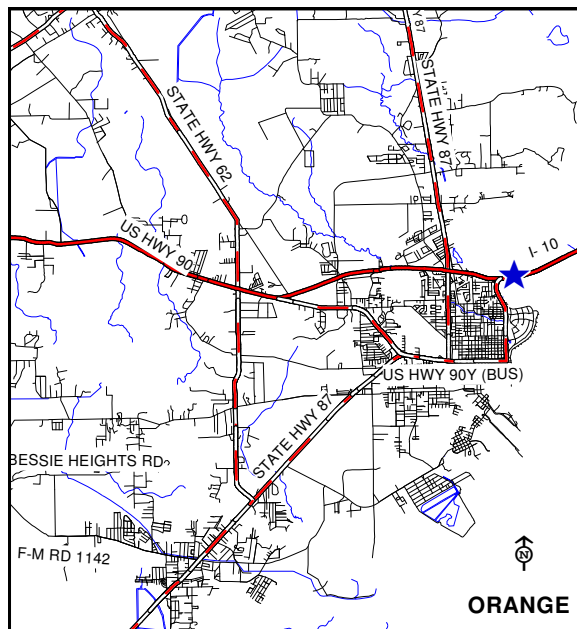 Y 87
STATE HWY 62
STATE HWY 87
US HWY 90
I- 10
US HWY 90Y (BUS)
STATE HWY 87
BESSIE HEIGHTS RD
F-M RD 1142
N
ORANGE